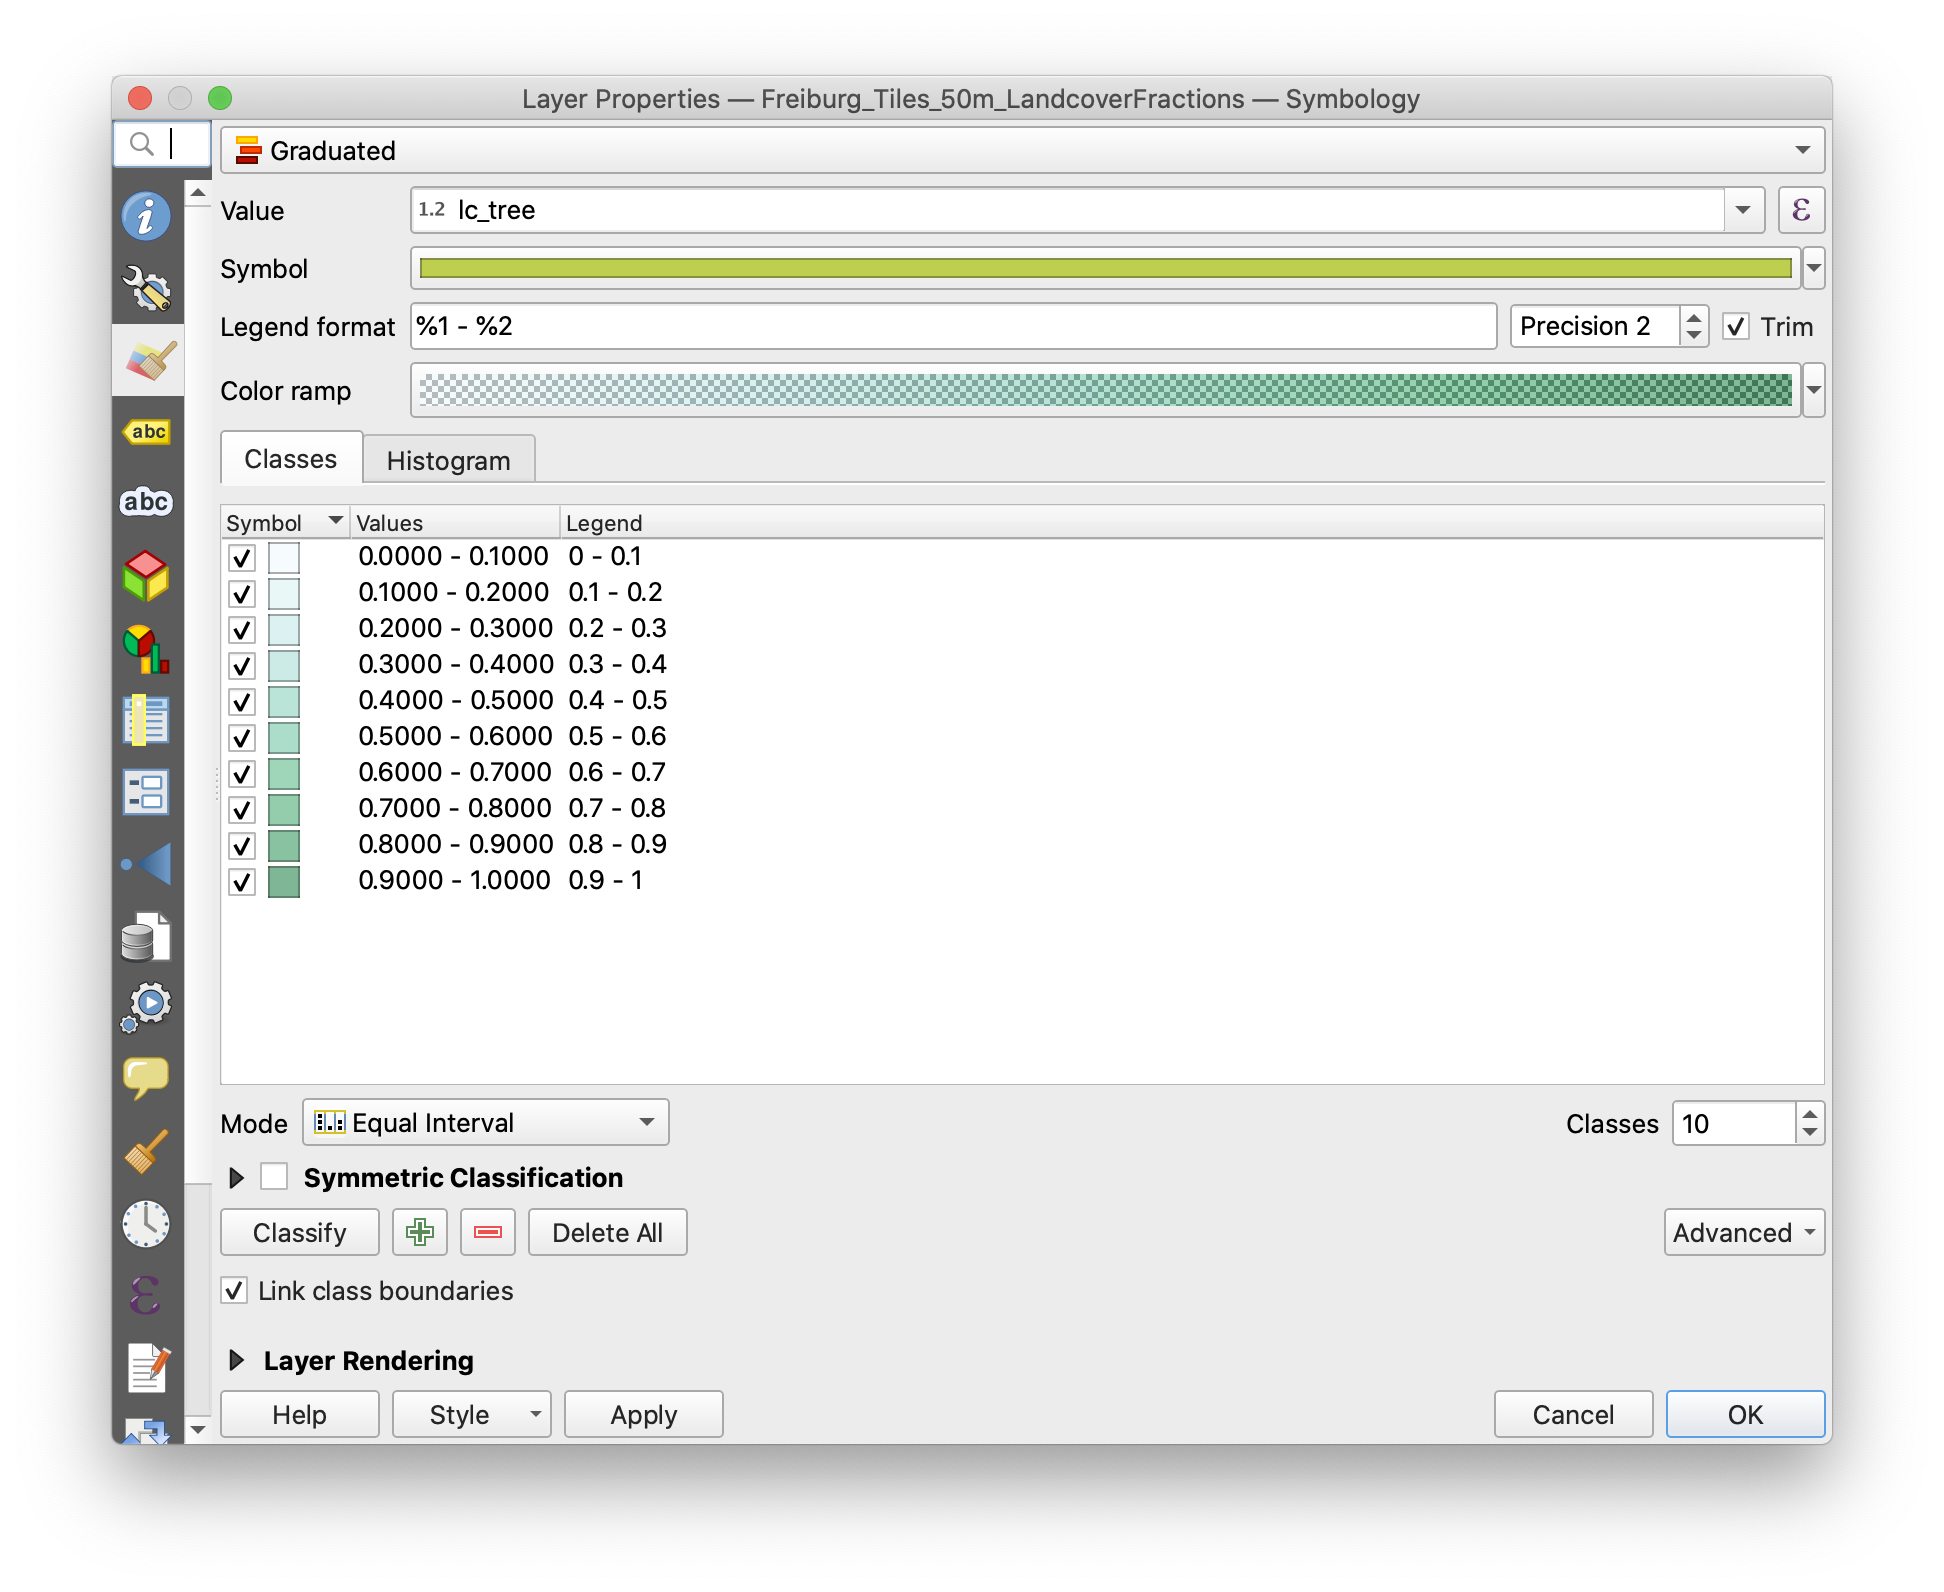 Layer Properties — Freiburg_Tiles_50m_LandcoverFractions — Symbology
Graduated
Value 1.2 lc_tree ε
Symbol
Legend format %1 - %2 Precision 2 Trim
Color ramp
abc
abc
Classes Histogram
Symbol Values Legend
0.0000 - 0.1000 0 - 0.1
0.1000 - 0.2000 0.1 - 0.2
0.2000 - 0.3000 0.2 - 0.3
0.3000 - 0.4000 0.3 - 0.4
0.4000 - 0.5000 0.4 - 0.5
0.5000 - 0.6000 0.5 - 0.6
0.6000 - 0.7000 0.6 - 0.7
0.7000 - 0.8000 0.7 - 0.8
0.8000 - 0.9000 0.8 - 0.9
0.9000 - 1.0000 0.9 - 1
Mode Equal Interval Classes 10
Symmetric Classification
Classify Delete All Advanced
Link class boundaries
ε
Layer Rendering
Help Style Apply Cancel OK